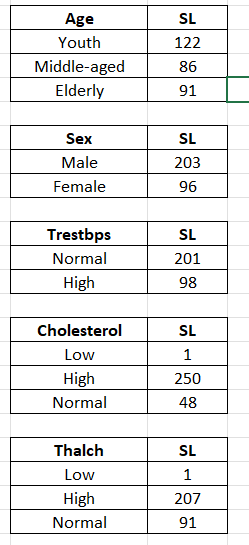 Age SL
Youth 122
Middle-aged 86
Elderly 91
Sex SL
Male 203
Female 96
Trestbps SL
Normal 201
High 98
Cholesterol SL
Low 1
High 250
Normal 48
Thalch SL
Low 1
High 207
Normal 91